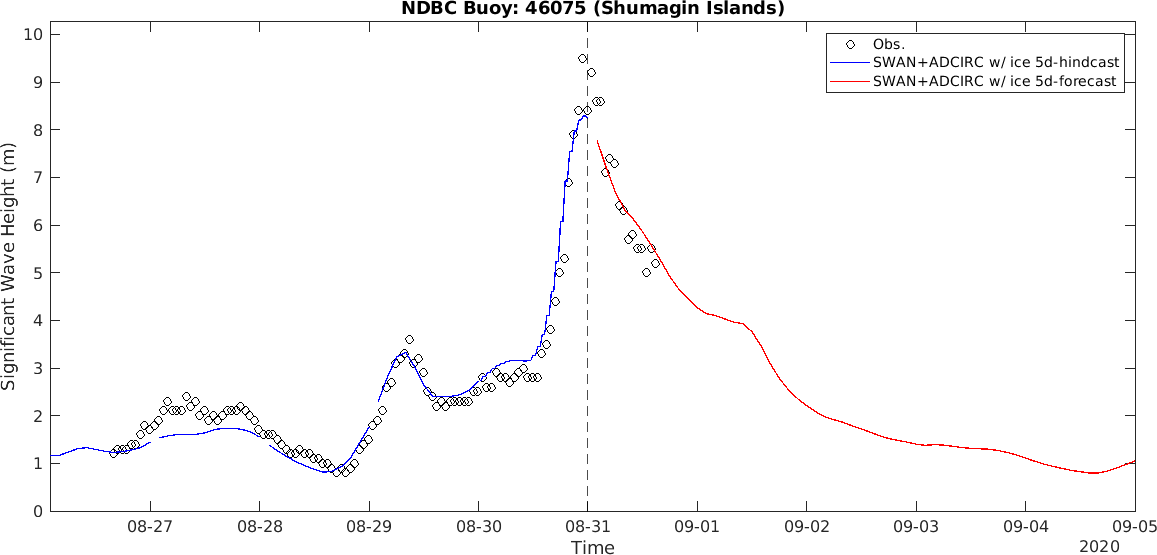 NDBC Buoy: 46075 (Shumagin Islands)
Obs.
SWAN+ADCIRC w/ ice 5d-hindcast
SWAN+ADCIRC w/ ice 5d-forecast
Significant Wave Height (m)
10
9
8
7
6
5
4
3
2
1
0
08-27 08-28 08-29 08-30 08-31 09-01 09-02 09-03 09-04 09-05
Time
2020